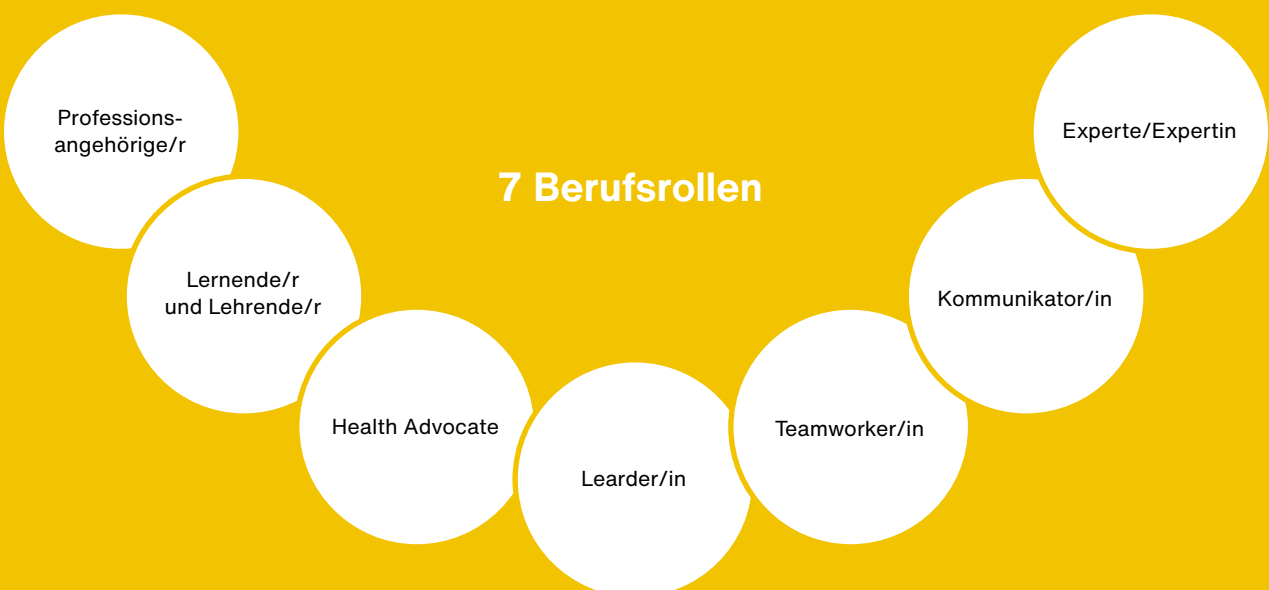 7 Berufsrollen
Professions-
angehörige/r
Lernende/r
und Lehrende/r
Health Advocate
Learder/in
Teamworker/in
Kommunikator/in
Experte/Expertin